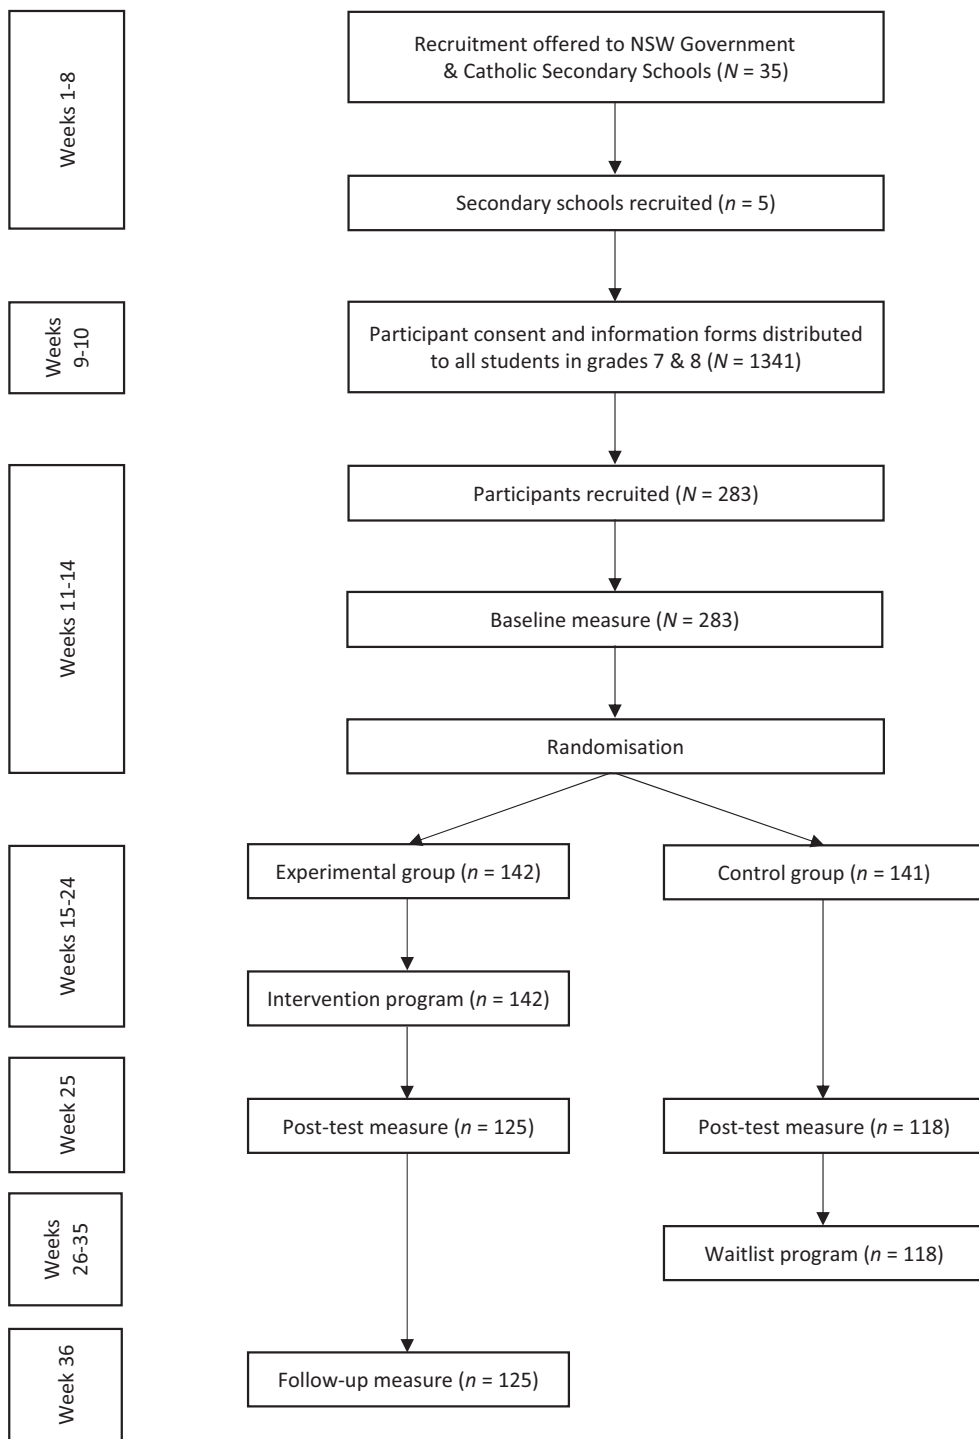 Weeks 1-8
Recruitment offered to NSW Government
& Catholic Secondary Schools (N = 35)
Secondary schools recruited (n = 5)
Weeks
9-10
Participant consent and information forms distributed
to all students in grades 7 & 8 (N = 1341)
Weeks 11-14
Participants recruited (N = 283)
Baseline measure (N = 283)
Randomisation
Weeks 15-24
Experimental group (n = 142)
Control group (n = 141)
Intervention program (n = 142)
Week 25
Post-test measure (n = 125)
Post-test measure (n = 118)
Weeks
26-35
Waitlist program (n = 118)
Week 36
Follow-up measure (n = 125)